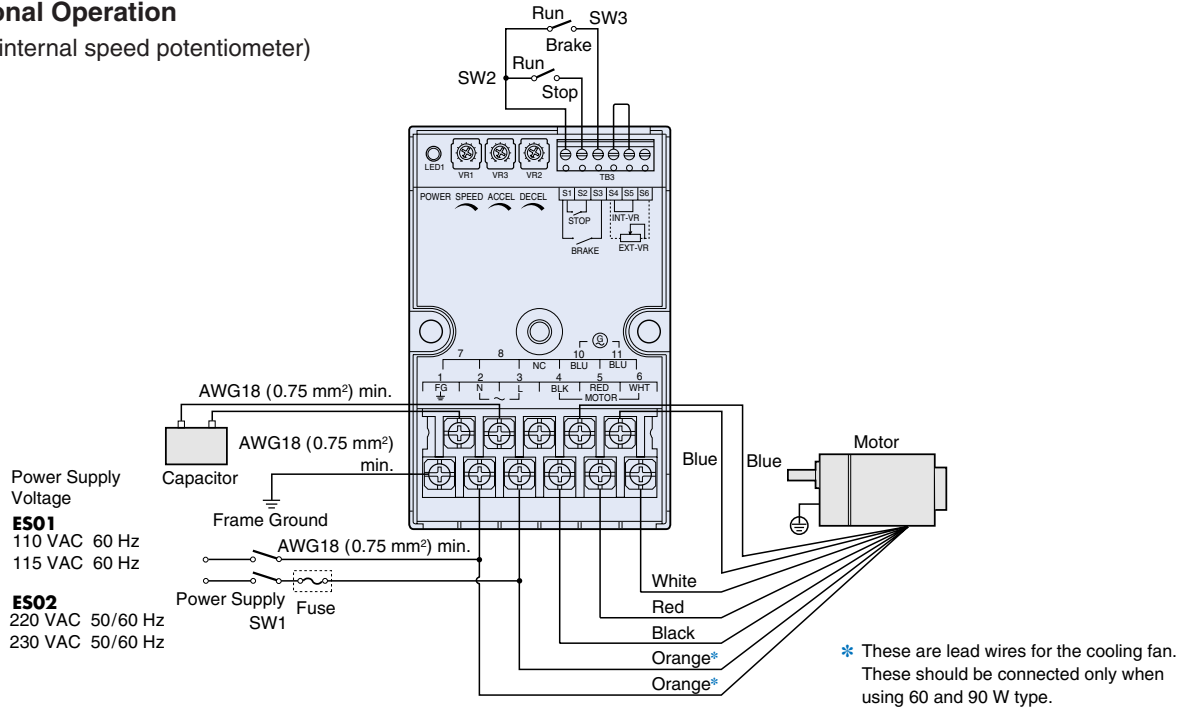 onal Operation
internal speed potentiometer)
Run
SW3
Brake
Run
SW2
Stop
LED1
VR1
VR3
VR2
TB3
POWER SPEED ACCEL DECEL
S1 S2 S3 S4 S5 S6
STOP
INT-VR
BRAKE
EXT-VR
G
7 8 NC 10 11
BLU BLU
1 2 3 4 5 6
FG N L BLK RED WHT
~ MOTOR
AWG18 (0.75 mm²) min.
AWG18 (0.75 mm²)
min.
Capacitor
Frame Ground
Blue
Blue
Motor
Power Supply
Voltage
ES01
110 VAC 60 Hz
115 VAC 60 Hz
ES02
220 VAC 50/60 Hz
230 VAC 50/60 Hz
AWG18 (0.75 mm²) min.
Power Supply
SW1
Fuse
White
Red
Black
Orange*
Orange*
* These are lead wires for the cooling fan.
These should be connected only when
using 60 and 90 W type.